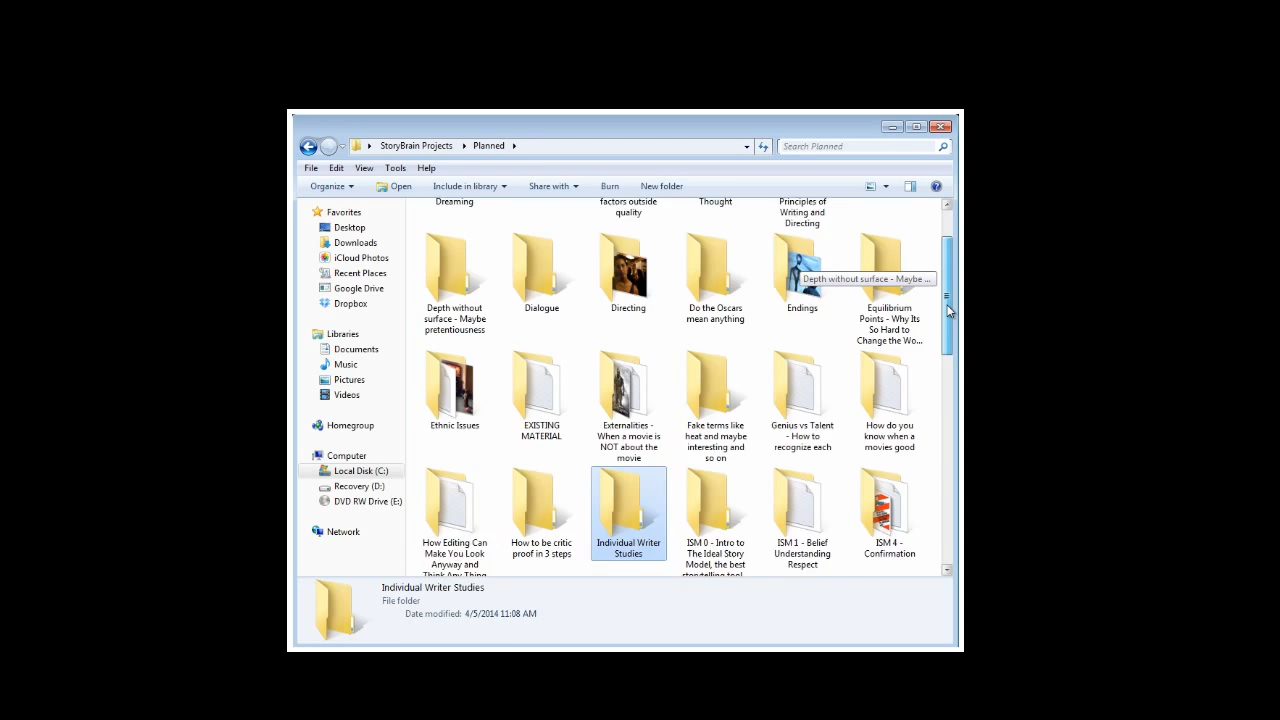 StoryBrain Projects Planned
Search Planned
File Edit View Tools Help
Organize Open Include in library Share with Burn New folder
Favorites
Desktop
Downloads
iCloud Photos
Recent Places
Google Drive
Dropbox
Libraries
Documents
Music
Pictures
Videos
Homegroup
Computer
Local Disk (C:)
Recovery (D:)
DVD RW Drive (E:)
Network
Dreaming
factors outside
quality
Thought
Principles of
Writing and
Directing
Depth without
surface - Maybe
pretentiousness
Dialogue
Directing
Do the Oscars
mean anything
Endings
Depth without surface - Maybe ...
Equilibrium
Points - Why Its
So Hard to
Change the Wo...
Ethnic Issues
EXISTING
MATERIAL
Externalities -
When a movie is
NOT about the
movie
Fake terms like
heat and maybe
interesting and
so on
Genius vs Talent
- How to
recognize each
How do you
know when a
movies good
How Editing Can
Make You Look
Anyway and
Think Any Thing
How to be critic
proof in 3 steps
Individual Writer
Studies
ISM 0 - Intro to
The Ideal Story
Model, the best
storytelling tool
ISM 1 - Belief
Understanding
Respect
ISM 4 -
Confirmation
Individual Writer Studies
File folder
Date modified: 4/5/2014 11:08 AM